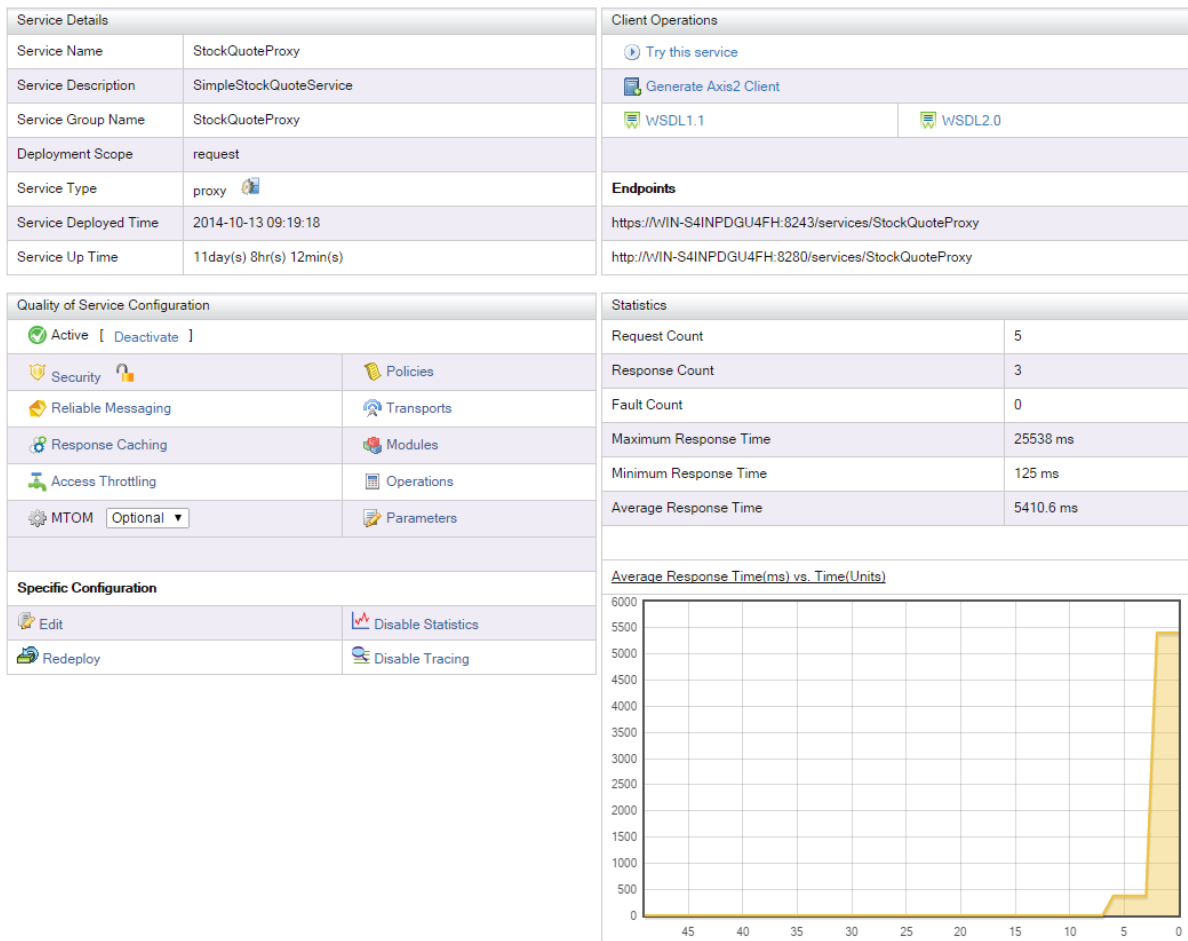 Service Details
Service Name StockQuoteProxy
Service Description SimpleStockQuoteService
Service Group Name StockQuoteProxy
Deployment Scope request
Service Type proxy
Service Deployed Time 2014-10-13 09:19:18
Service Up Time 11day(s) 8hr(s) 12min(s)
Client Operations
Try this service
Generate Axis2 Client
WSDL1.1 WSDL2.0
Endpoints
https://WIN-S4INPDGU4FH:8243/services/StockQuoteProxy
http://WIN-S4INPDGU4FH:8280/services/StockQuoteProxy
Quality of Service Configuration
Active [ Deactivate ]
Security Policies
Reliable Messaging Transports
Response Caching Modules
Access Throttling Operations
MTOM Optional ▼ Parameters
Specific Configuration
Edit Disable Statistics
Redeploy Disable Tracing
Statistics
Request Count 5
Response Count 3
Fault Count 0
Maximum Response Time 25538 ms
Minimum Response Time 125 ms
Average Response Time 5410.6 ms
Average Response Time(ms) vs. Time(Units)
6000
5500
5000
4500
4000
3500
3000
2500
2000
1500
1000
500
0
45 40 35 30 25 20 15 10 5 0